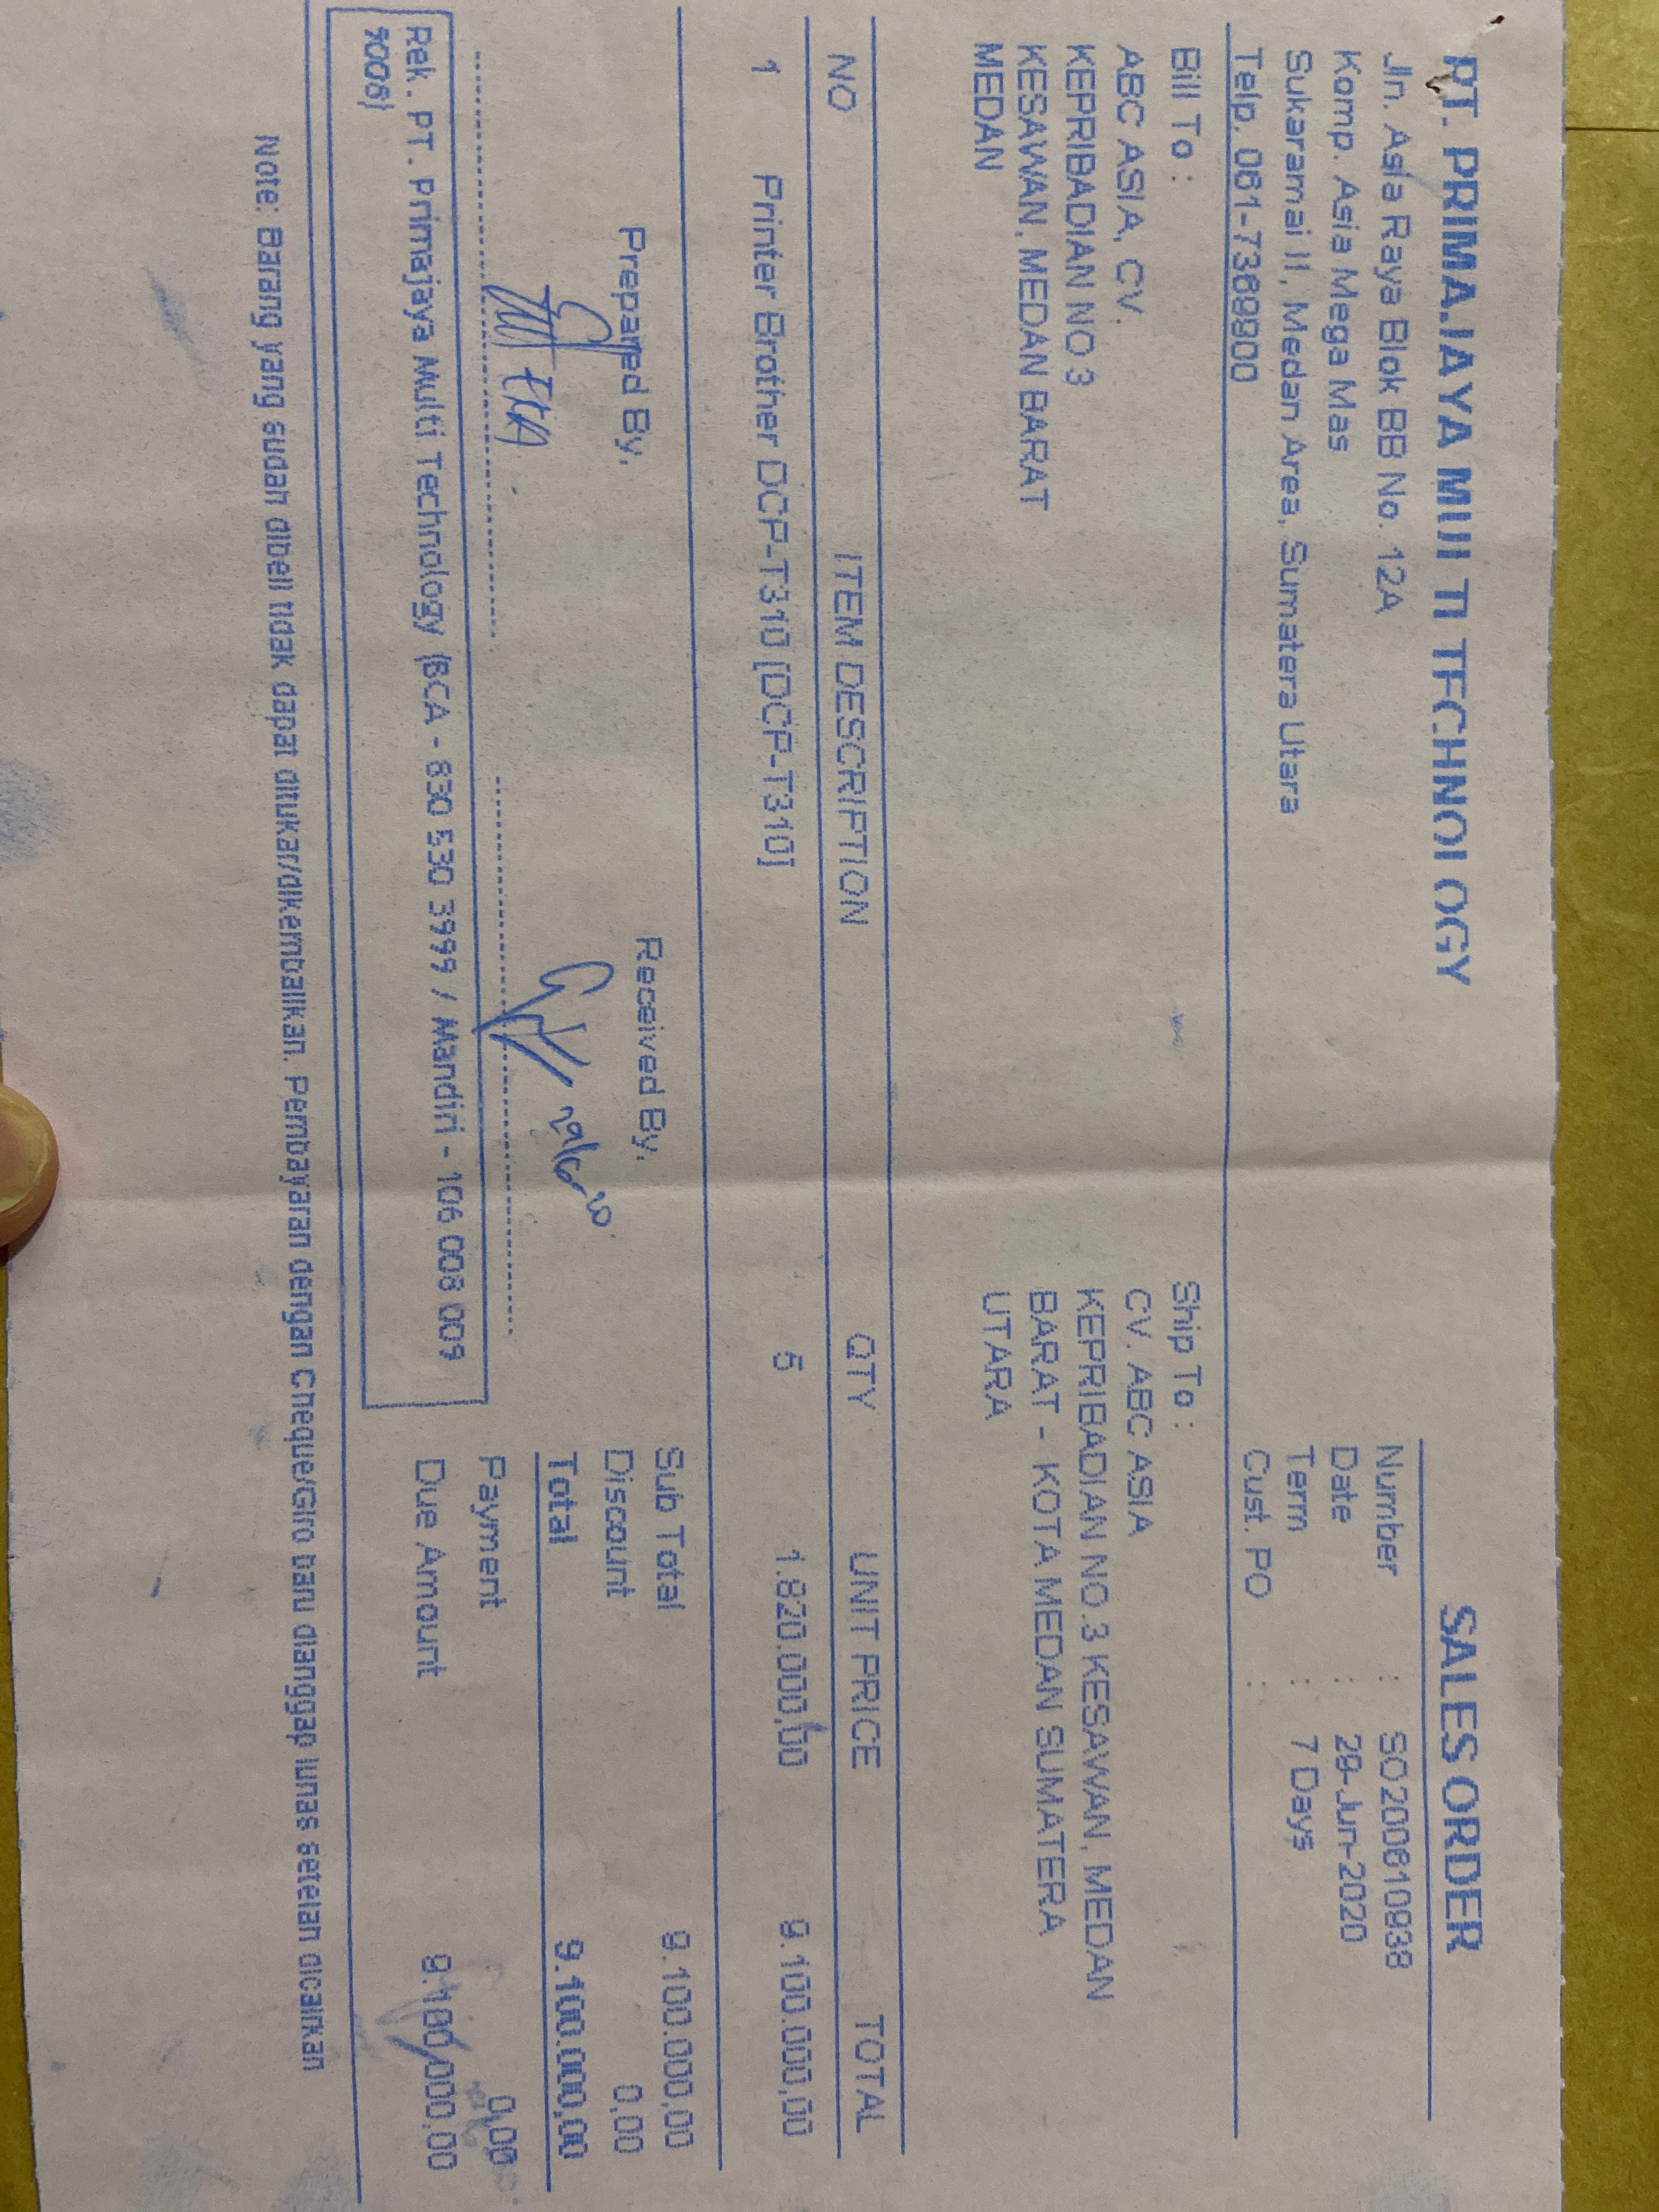 PT. PRIMAJAYA MULTI TECHNOLOGY
SALES ORDER
Jln. Asia Raya Blok BB No. 12A
Komp. Asia Mega Mas
Sukaramai II, Medan Area, Sumatera Utara
Telp. 061-7369900
Number : SO200610938
Date : 29-Jun-2020
Term : 7 Days
Cust. PO :
Bill To :
ABC ASIA, CV.
KEPRIBADIAN NO 3
KESAWAN, MEDAN BARAT
MEDAN
Ship To :
CV. ABC ASIA
KEPRIBADIAN NO.3 KESAWAN, MEDAN
BARAT - KOTA MEDAN SUMATERA
UTARA
NO ITEM DESCRIPTION QTY UNIT PRICE TOTAL
1 Printer Brother DCP-T310 [DCP-T310] 5 1.820.000,00 9.100.000,00
Prepared By,
Received By,
Sub Total 9.100.000,00
Discount 0,00
Total 9.100.000,00
Payment 0,00
Due Amount 9.100.000,00
Rek. PT. Primajaya Multi Technology (BCA - 830 530 3999 / Mandiri - 106 008 009
9008)
Note: Barang yang sudah dibeli tidak dapat ditukar/dikembalikan. Pembayaran dengan Cheque/Giro baru dianggap lunas setelah dicairkan